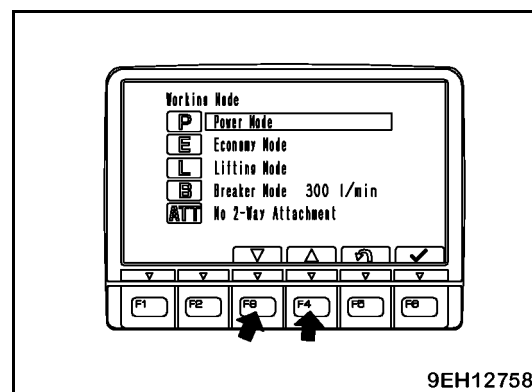 Working Mode
P Power Mode
E Economy Mode
L Lifting Mode
B Breaker Mode 300 l/min
ATT No 2-Way Attachment
F1 F2 F3 F4 F5 F6
9EH12758